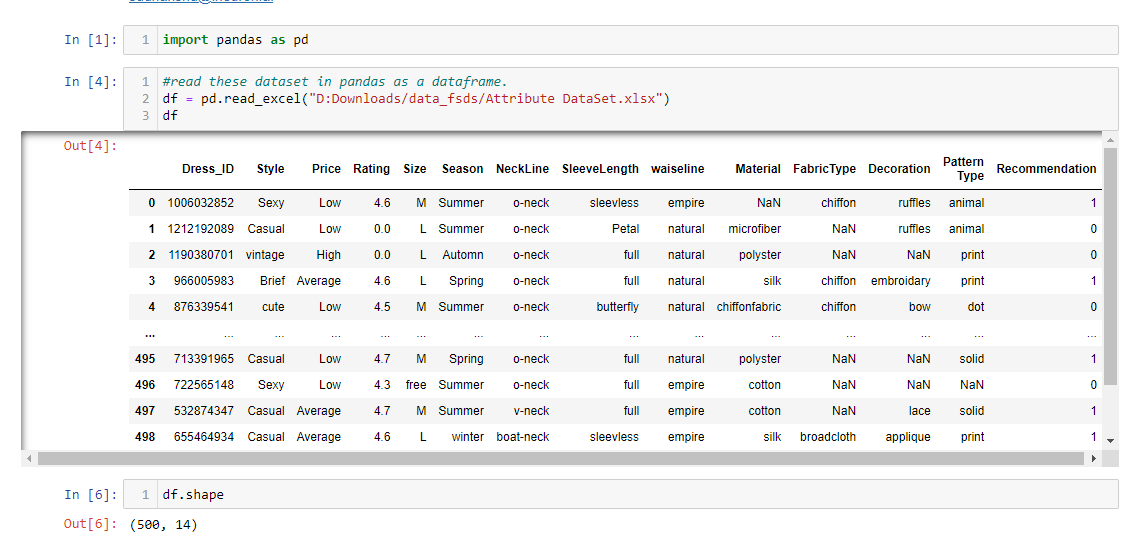 In [1]: 1 import pandas as pd
In [4]: 1 #read these dataset in pandas as a dataframe.
2 df = pd.read_excel("D:Downloads/data_fsds/Attribute DataSet.xlsx")
3 df
Out[4]:
Dress_ID Style Price Rating Size Season NeckLine SleeveLength waiseline Material FabricType Decoration Pattern Type Recommendation
0 1006032852 Sexy Low 4.6 M Summer o-neck sleevless empire NaN chiffon ruffles animal 1
1 1212192089 Casual Low 0.0 L Summer o-neck Petal natural microfiber NaN ruffles animal 0
2 1190380701 vintage High 0.0 L Automn o-neck full natural polyster NaN NaN print 0
3 966005983 Brief Average 4.6 L Spring o-neck full natural silk chiffon embroidary print 1
4 876339541 cute Low 4.5 M Summer o-neck butterfly natural chiffonfabric chiffon bow dot 0
... ... ... ... ... ... ... ... ... ... ... ... ... ... ...
495 713391965 Casual Low 4.7 M Spring o-neck full natural polyster NaN NaN solid 1
496 722565148 Sexy Low 4.3 free Summer o-neck full empire cotton NaN NaN NaN 0
497 532874347 Casual Average 4.7 M Summer v-neck full empire cotton NaN lace solid 1
498 655464934 Casual Average 4.6 L winter boat-neck sleevless empire silk broadcloth applique print 1
In [6]: 1 df.shape
Out[6]: (500, 14)